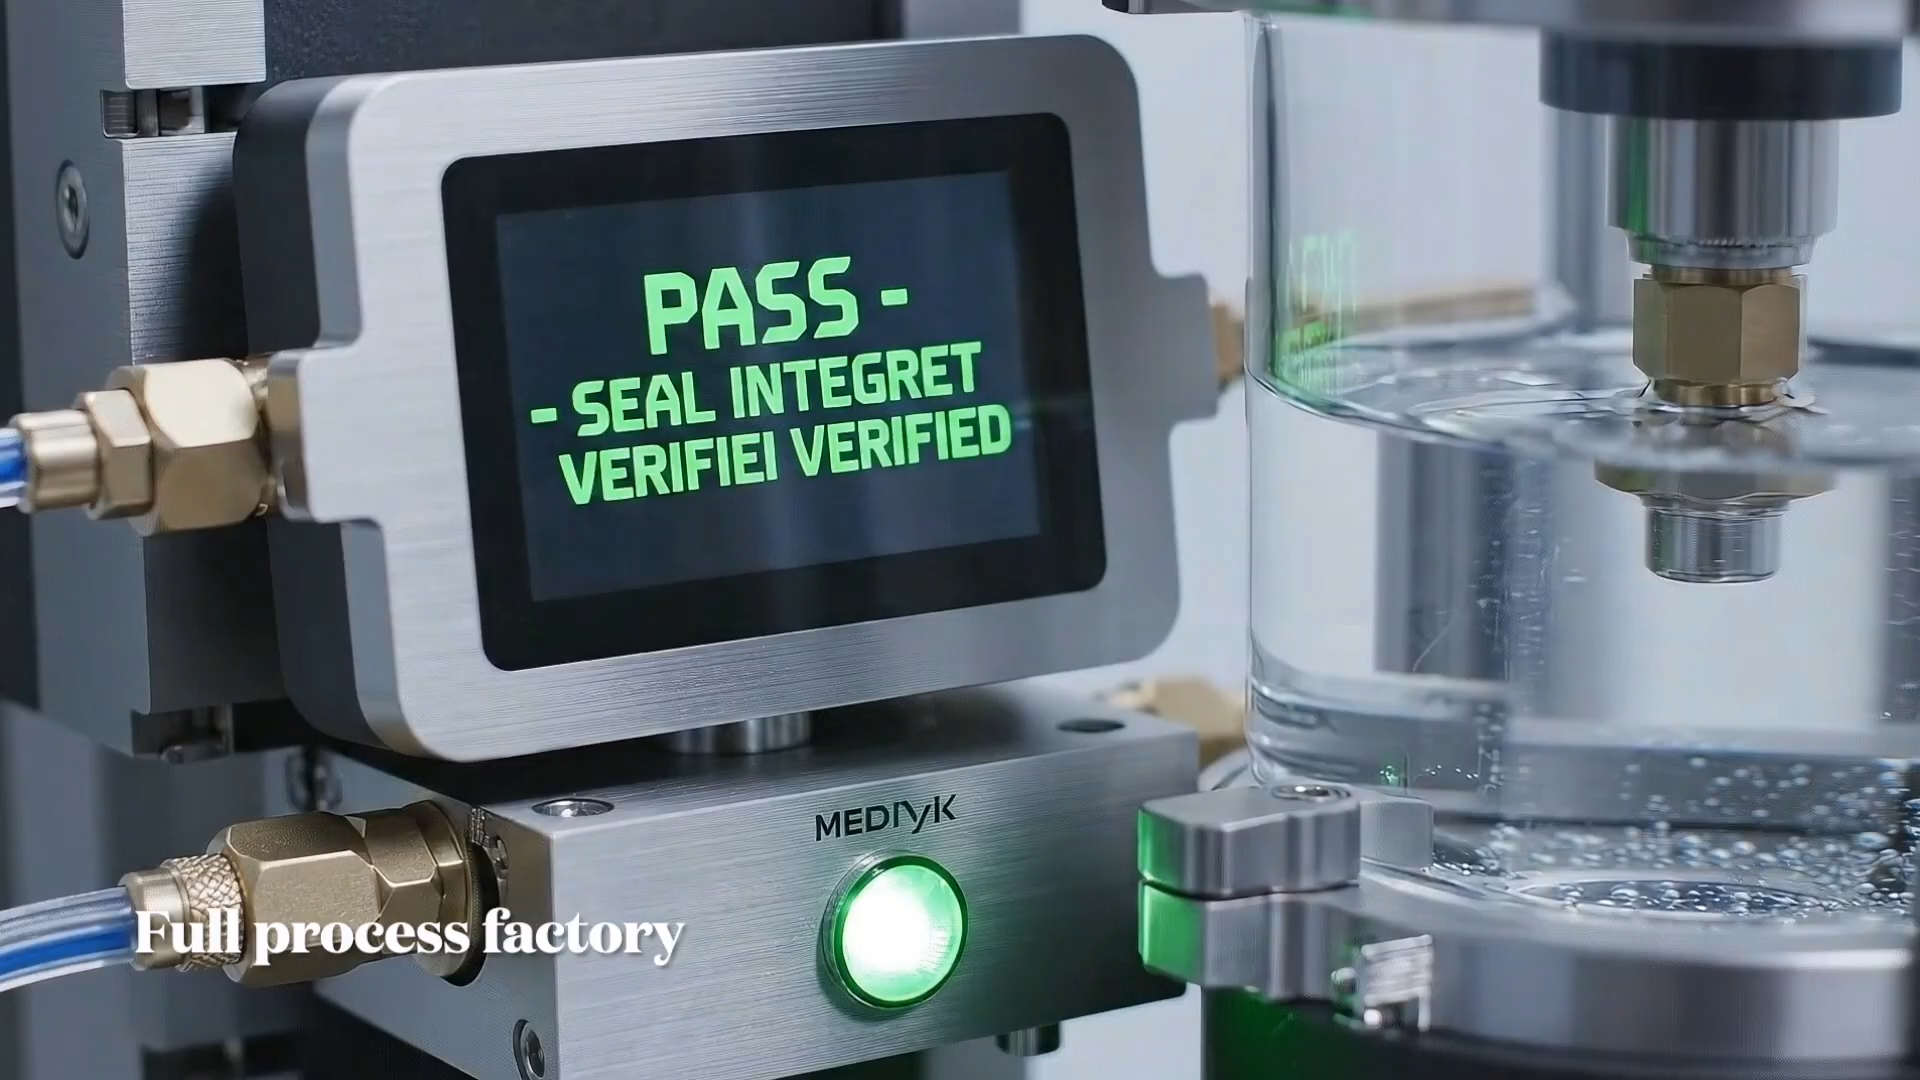 PASS -
- SEAL INTEGRET
VERIFIEI VERIFIED
MEDIYK
Full process factory